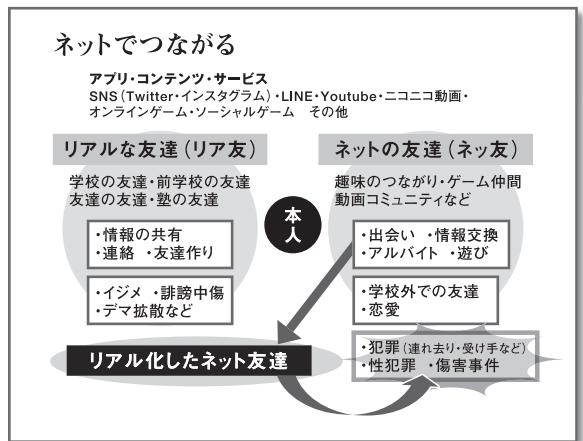 ネットでつながる
アプリ・コンテンツ・サービス
SNS（Twitter・インスタグラム）・LINE・Youtube・ニコニコ動画・
オンラインゲーム・ソーシャルゲーム　その他
リアルな友達（リア友）
学校の友達・前学校の友達
友達の友達・塾の友達
・情報の共有
・連絡　・友達作り
・イジメ　・誹謗中傷
・デマ拡散など
本人
ネットの友達（ネッ友）
趣味のつながり・ゲーム仲間
動画コミュニティなど
・出会い　・情報交換
・アルバイト　・遊び
・学校外での友達
・恋愛
・犯罪（連れ去り・受け手など）
・性犯罪　・傷害事件
リアル化したネット友達